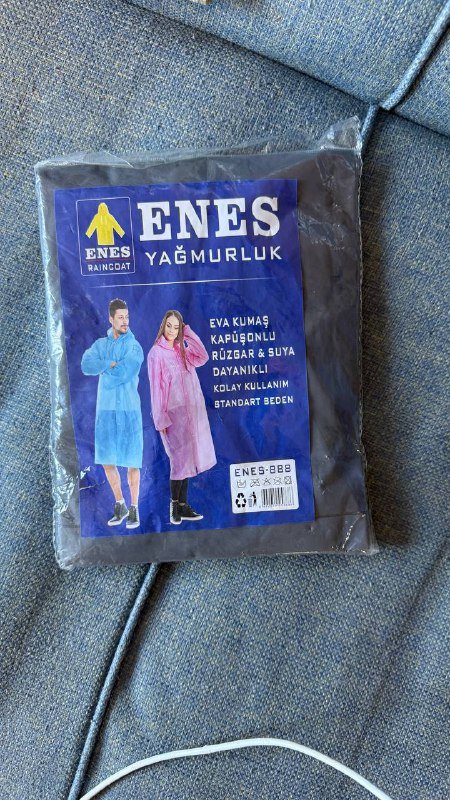 ENES
RAINCOAT
ENES
YAĞMURLUK
EVA KUMAŞ
KAPÜŞONLU
RÜZGAR & SUYA
DAYANIKLI
KOLAY KULLANIM
STANDART BEDEN
ENES-888